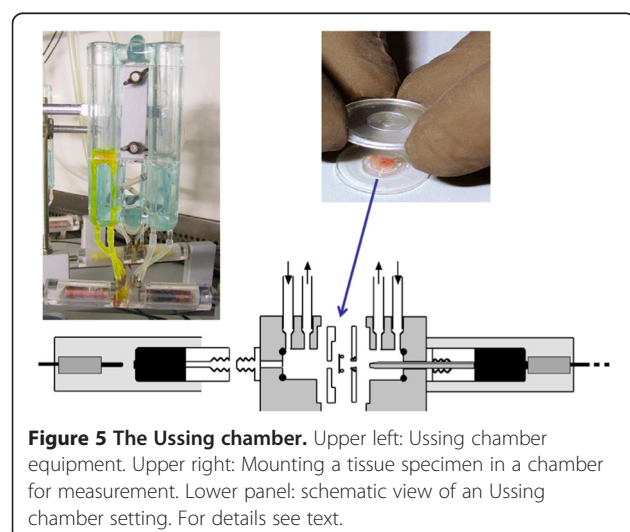 Figure 5 The Ussing chamber. Upper left: Ussing chamber
equipment. Upper right: Mounting a tissue specimen in a chamber
for measurement. Lower panel: schematic view of an Ussing
chamber setting. For details see text.